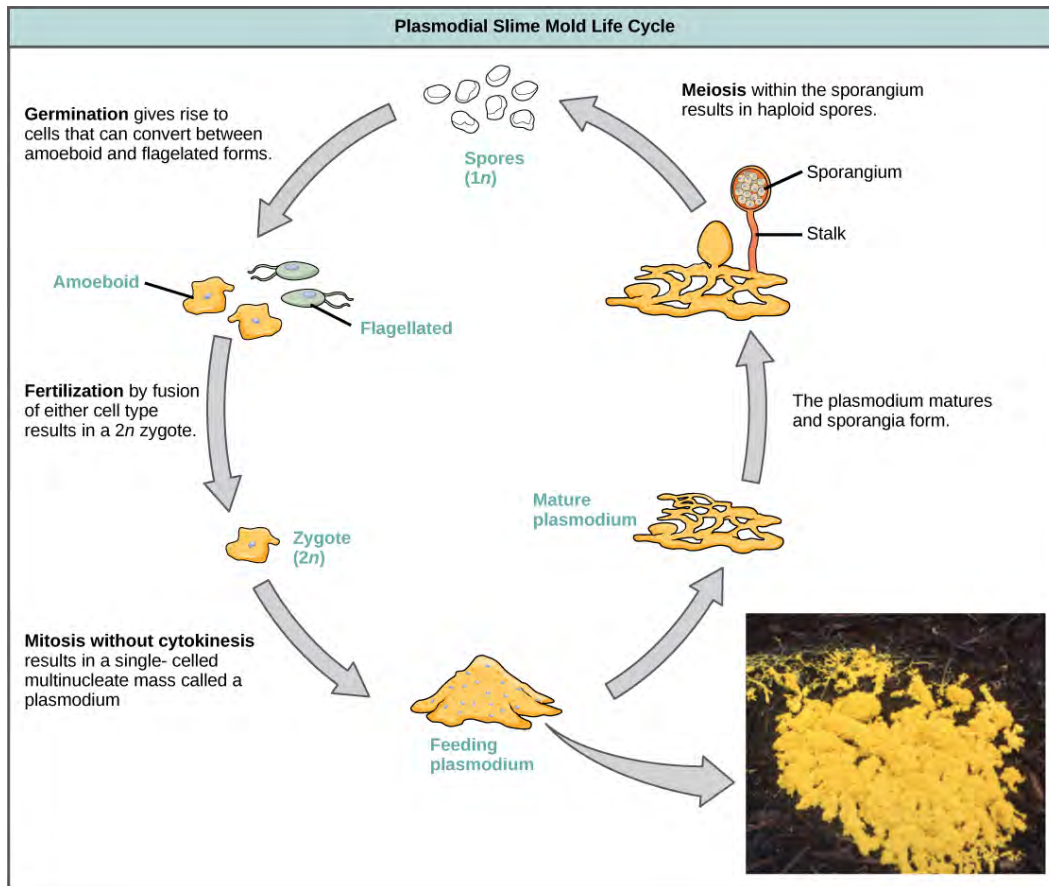 Plasmodial Slime Mold Life Cycle
Germination gives rise to
cells that can convert between
amoeboid and flagelated forms.
Spores
(1n)
Meiosis within the sporangium
results in haploid spores.
Sporangium
Stalk
Amoeboid
Flagellated
Fertilization by fusion
of either cell type
results in a 2n zygote.
The plasmodium matures
and sporangia form.
Zygote
(2n)
Mature
plasmodium
Mitosis without cytokinesis
results in a single- celled
multinucleate mass called a
plasmodium
Feeding
plasmodium